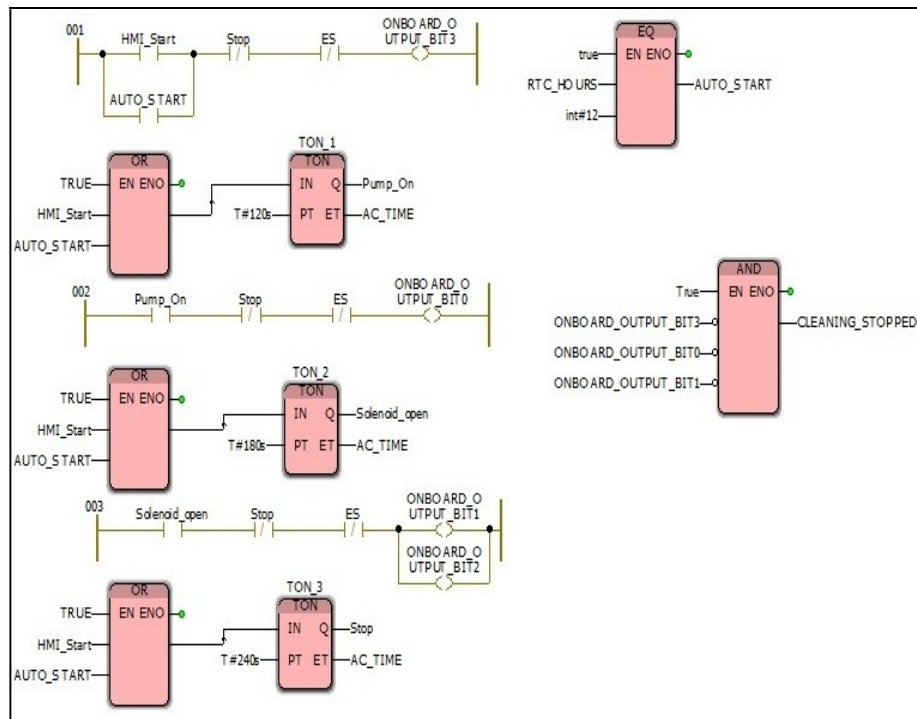 001
HMI_Start
Stop
ES
ONBOARD_O
UTPUT_BIT3
AUTO_START
EQ
true
EN ENO
RTC_HOURS
AUTO_START
int#12
OR
TRUE
EN ENO
HMI_Start
AUTO_START
TON_1
TON
IN Q
Pump_On
T#120s
PT ET
AC_TIME
002
Pump_On
Stop
ES
ONBOARD_O
UTPUT_BIT0
AND
True
EN ENO
ONBOARD_OUTPUT_BIT3
CLEANING_STOPPED
ONBOARD_OUTPUT_BIT0
ONBOARD_OUTPUT_BIT1
OR
TRUE
EN ENO
HMI_Start
AUTO_START
TON_2
TON
IN Q
Solenoid_open
T#180s
PT ET
AC_TIME
003
Solenoid_open
Stop
ES
ONBOARD_O
UTPUT_BIT1
ONBOARD_O
UTPUT_BIT2
OR
TRUE
EN ENO
HMI_Start
AUTO_START
TON_3
TON
IN Q
Stop
T#240s
PT ET
AC_TIME